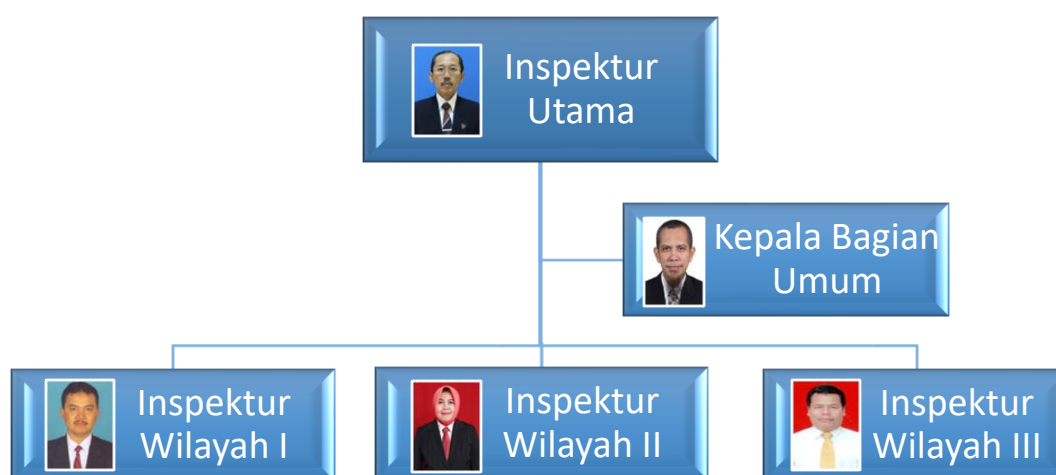 Inspektur
Utama
Kepala Bagian
Umum
Inspektur
Wilayah I
Inspektur
Wilayah II
Inspektur
Wilayah III